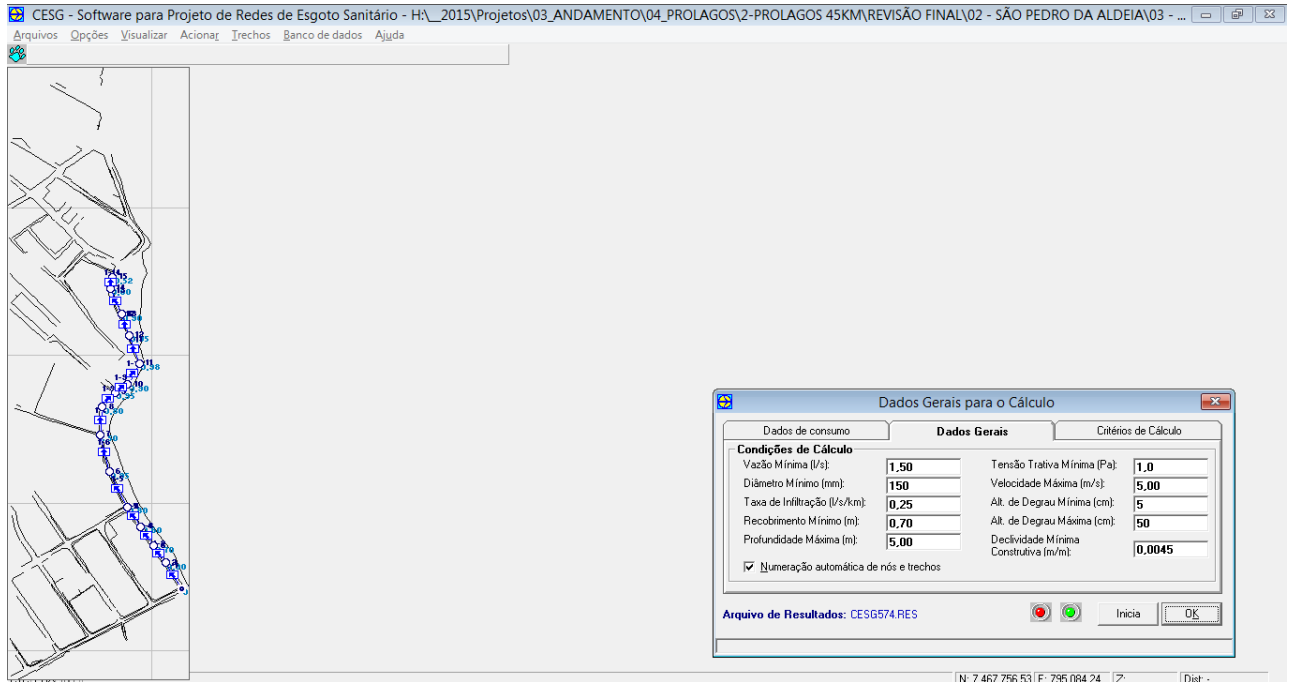 CESG - Software para Projeto de Redes de Esgoto Sanitário - H:\__2015\Projetos\03_ANDAMENTO\04_PROLAGOS\2-PROLAGOS 45KM\REVISÃO FINAL\02 - SÃO PEDRO DA ALDEIA\03 - ...
Arquivos Opções Visualizar Acionar Trechos Banco de dados Ajuda
Dados Gerais para o Cálculo
Dados de consumo Dados Gerais Critérios de Cálculo
Condições de Cálculo
Vazão Mínima (l/s): 1,50 Tensão Trativa Mínima (Pa): 1,0
Diâmetro Mínimo (mm): 150 Velocidade Máxima (m/s): 5,00
Taxa de Infiltração (l/s/km): 0,25 Alt. de Degrau Mínima (cm): 5
Recobrimento Mínimo (m): 0,70 Alt. de Degrau Máxima (cm): 50
Profundidade Máxima (m): 5,00 Declividade Mínima
Construtiva (m/m): 0,0045
Numeração automática de nós e trechos
Arquivo de Resultados: CESG574.RES Inicia OK
N: 7.467.756,53 E: 795.084,24 Z: Dist: -